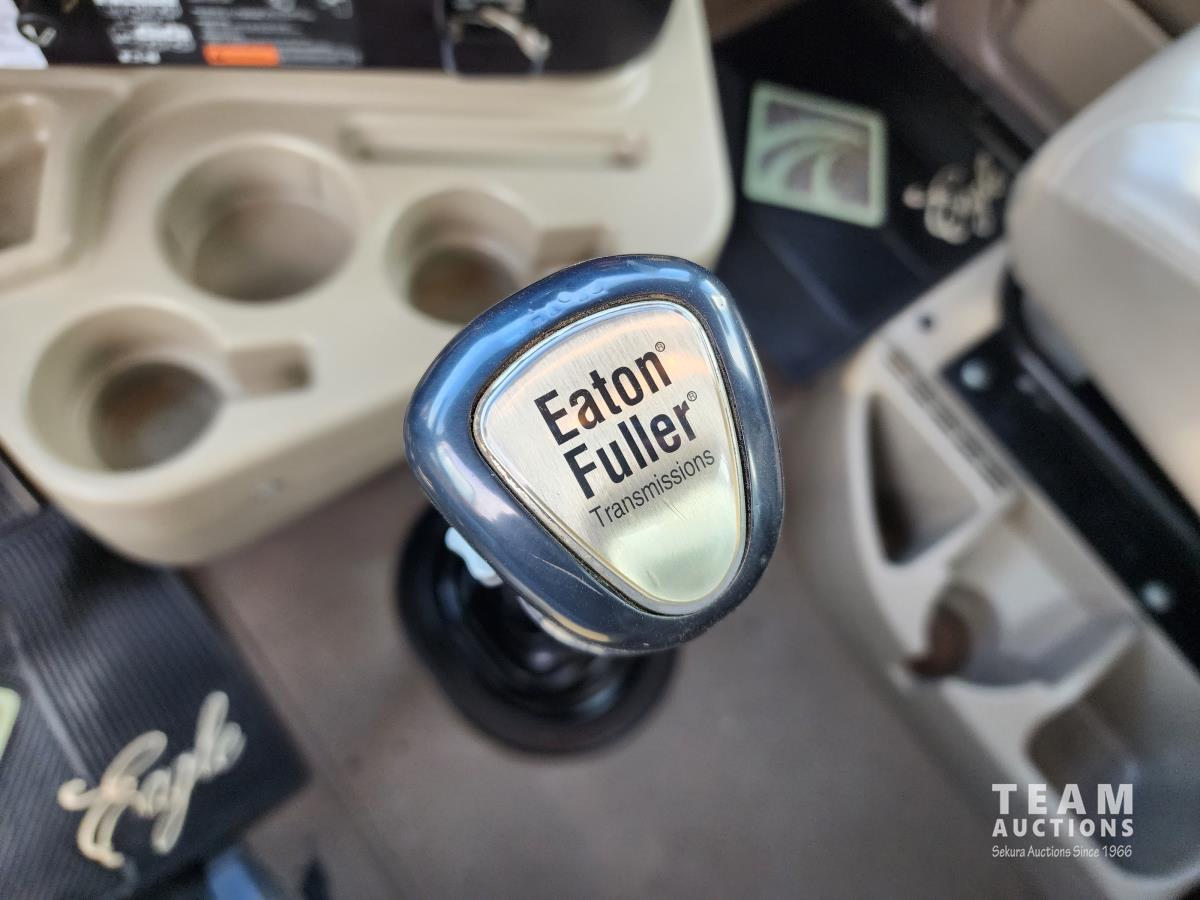 Eagle
Eaton®
Fuller®
Transmissions
Eagle
TEAM
AUCTIONS
Sekura Auctions Since 1966